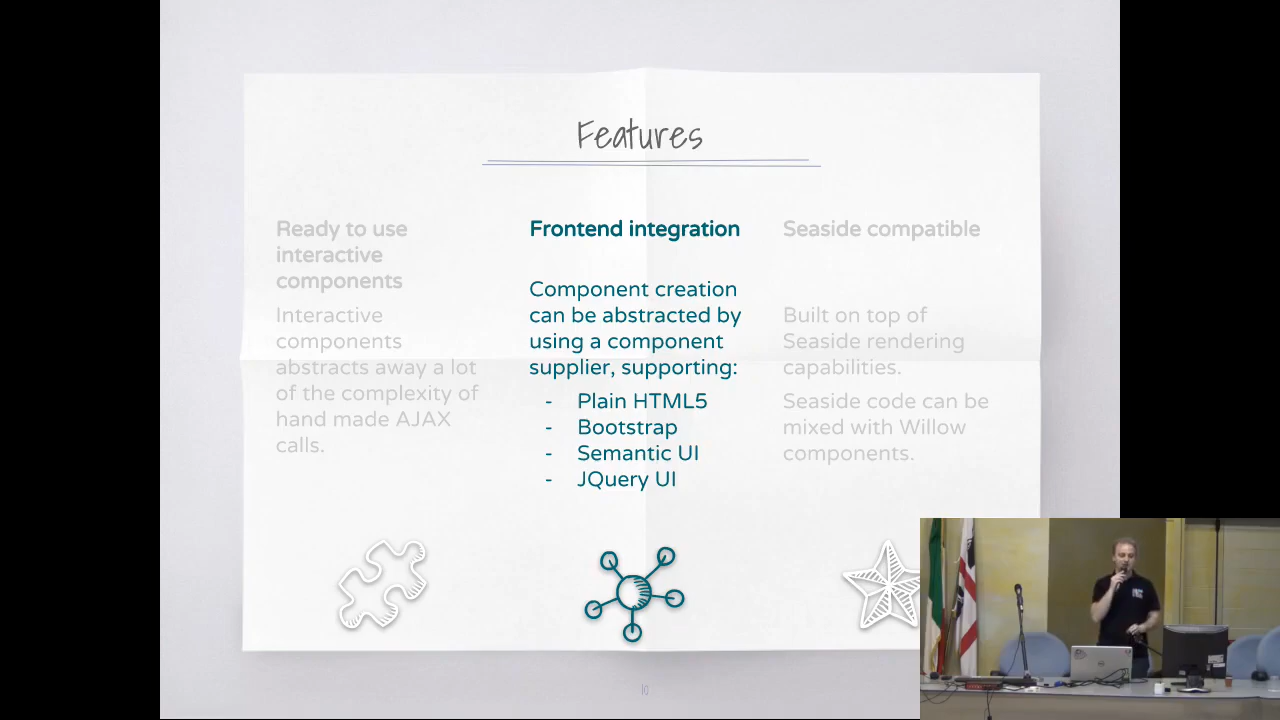 Features
Ready to use
interactive
components
Interactive
components
abstracts away a lot
of the complexity of
hand made AJAX
calls.
Frontend integration
Component creation
can be abstracted by
using a component
supplier, supporting:
- Plain HTML5
- Bootstrap
- Semantic UI
- JQuery UI
Seaside compatible
Built on top of
Seaside rendering
capabilities.
Seaside code can be
mixed with Willow
components.
10